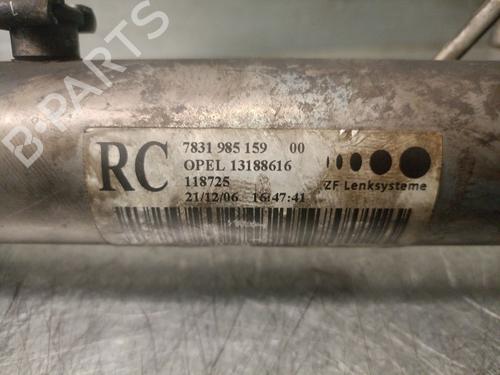 B-PARTS
RC
7831 985 159 00
OPEL 13188616
118725
21/12/06 16:47:41
ZF Lenksysteme